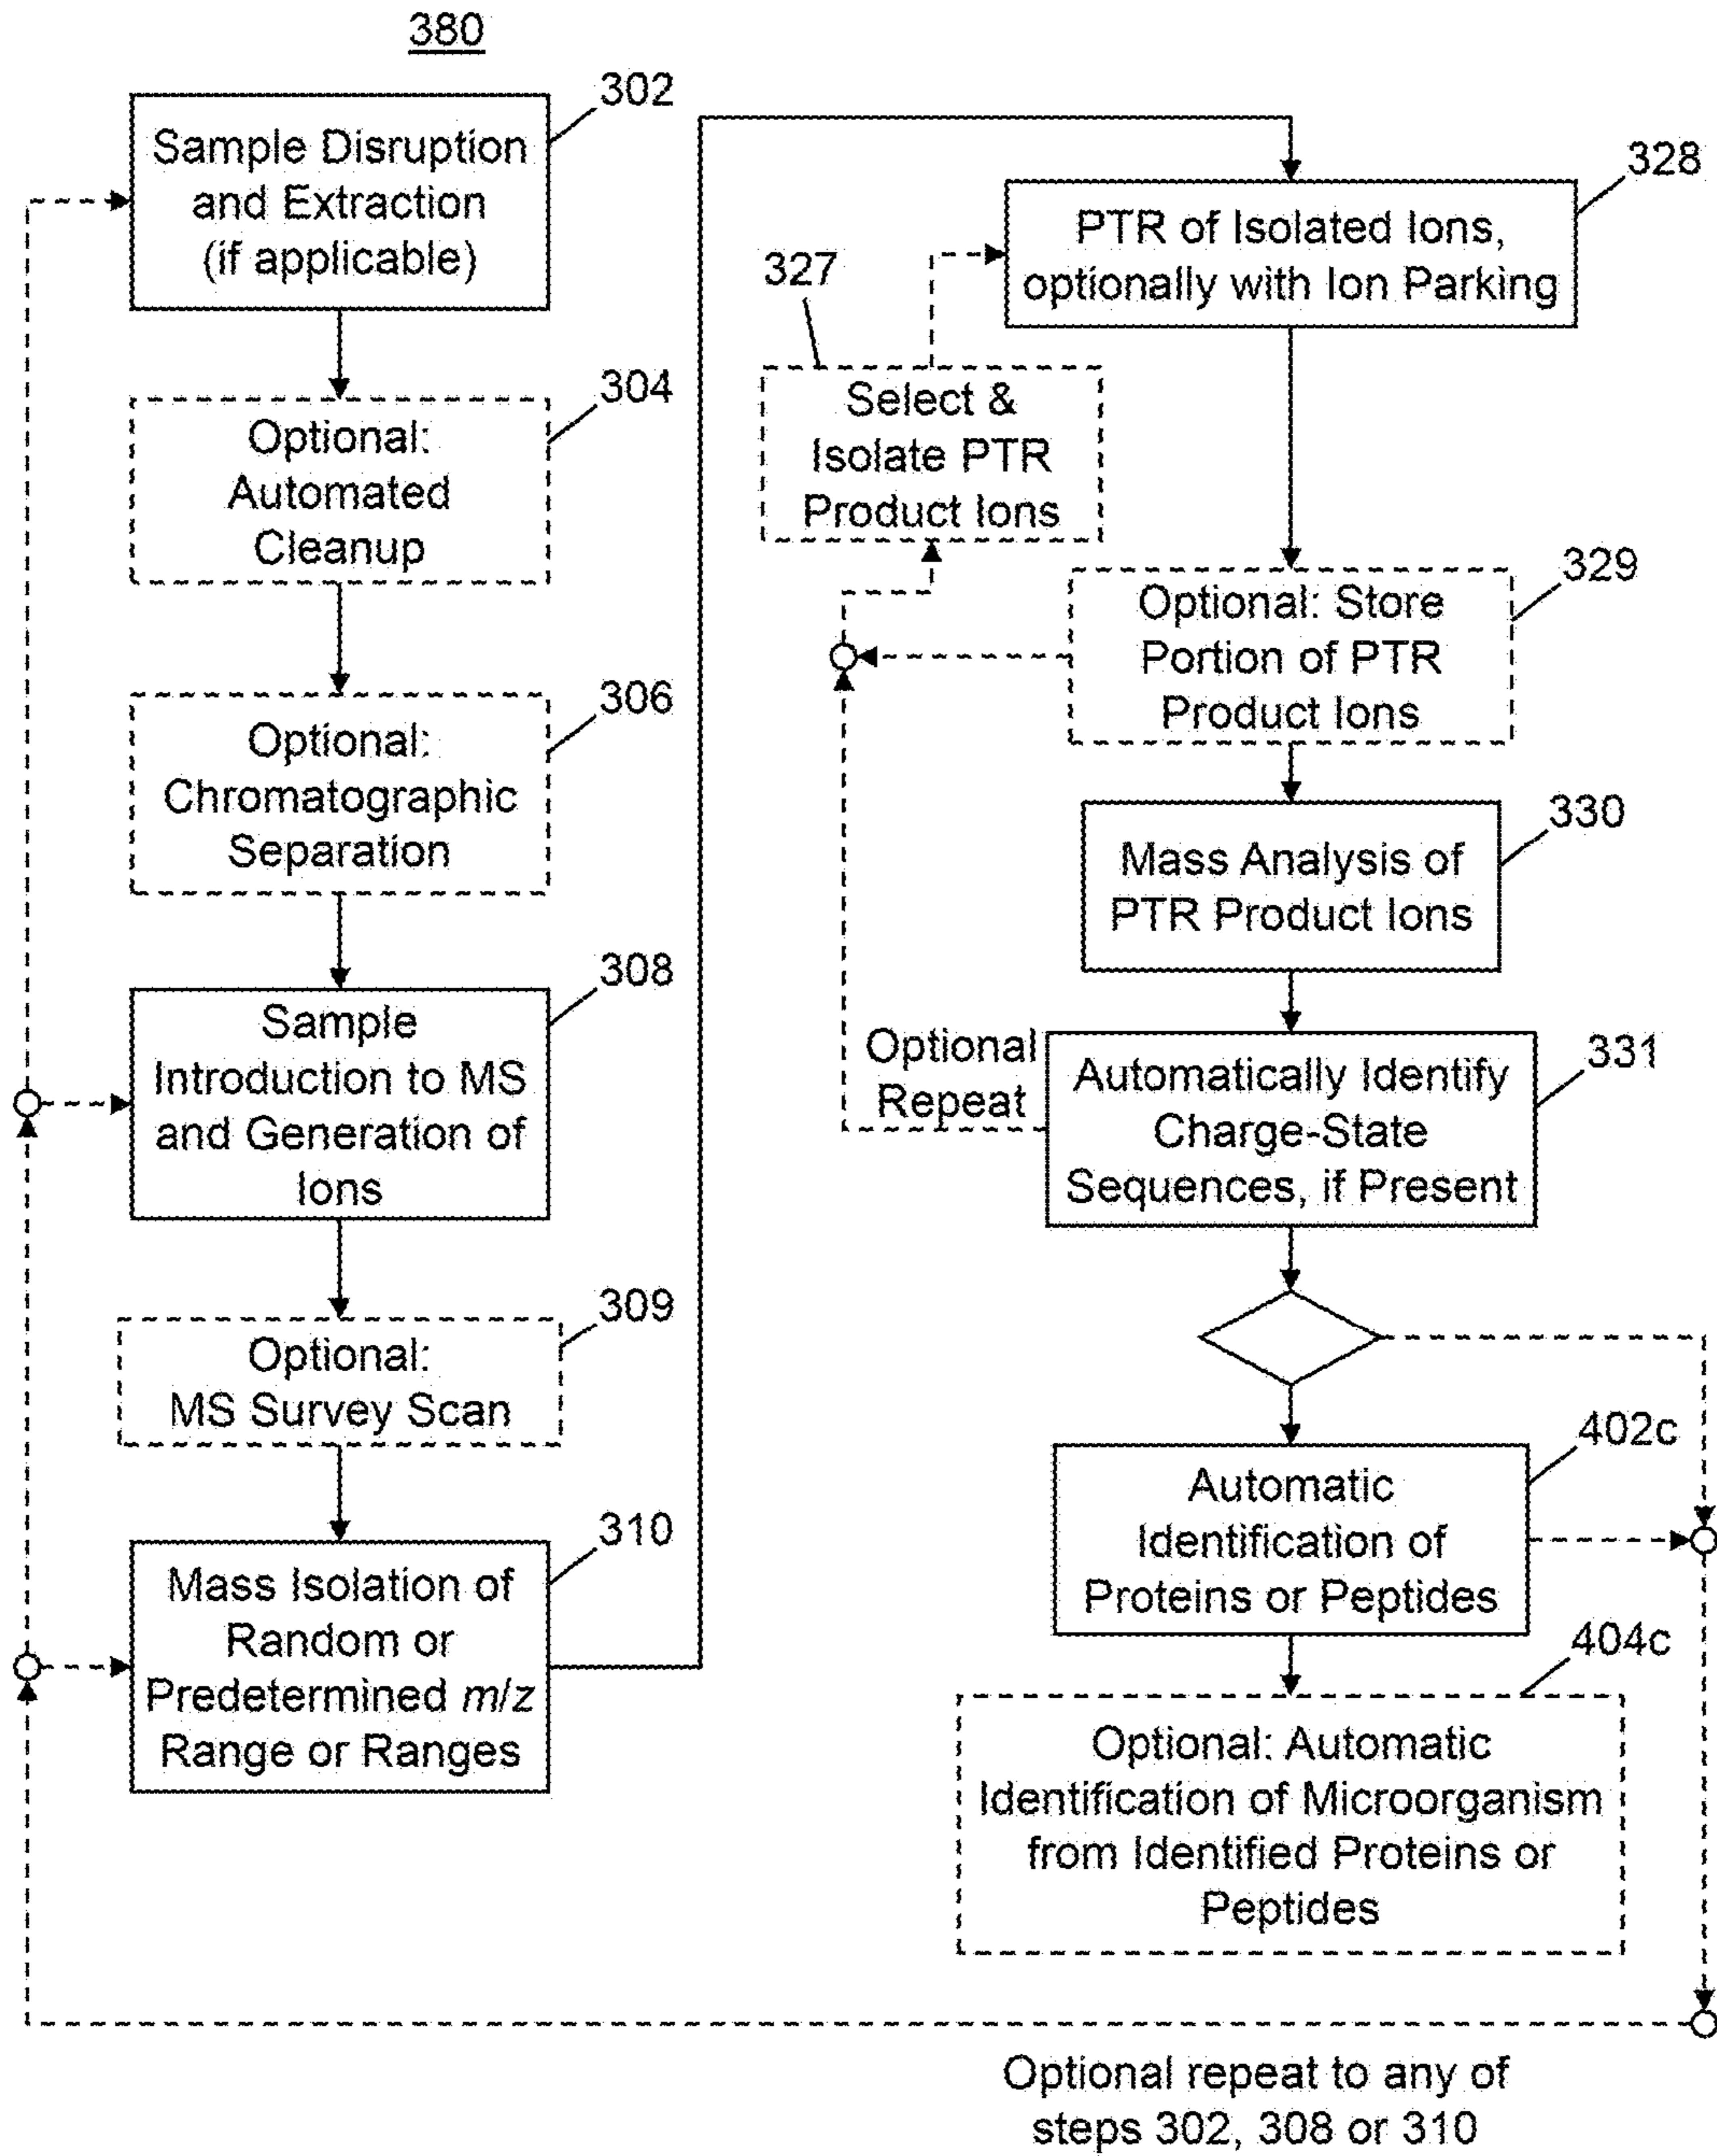 380
302
Sample Disruption
and Extraction
(if applicable)
304
Optional:
Automated
Cleanup
306
Optional:
Chromatographic
Separation
308
Sample
Introduction to MS
and Generation of
Ions
309
Optional:
MS Survey Scan
310
Mass Isolation of
Random or
Predetermined m/z
Range or Ranges
328
PTR of Isolated Ions,
optionally with Ion Parking
327
Select &
Isolate PTR
Product Ions
329
Optional: Store
Portion of PTR
Product Ions
330
Mass Analysis of
PTR Product Ions
Optional
Repeat
331
Automatically Identify
Charge-State
Sequences, if Present
402c
Automatic
Identification of
Proteins or Peptides
404c
Optional: Automatic
Identification of Microorganism
from Identified Proteins or
Peptides
Optional repeat to any of
steps 302, 308 or 310